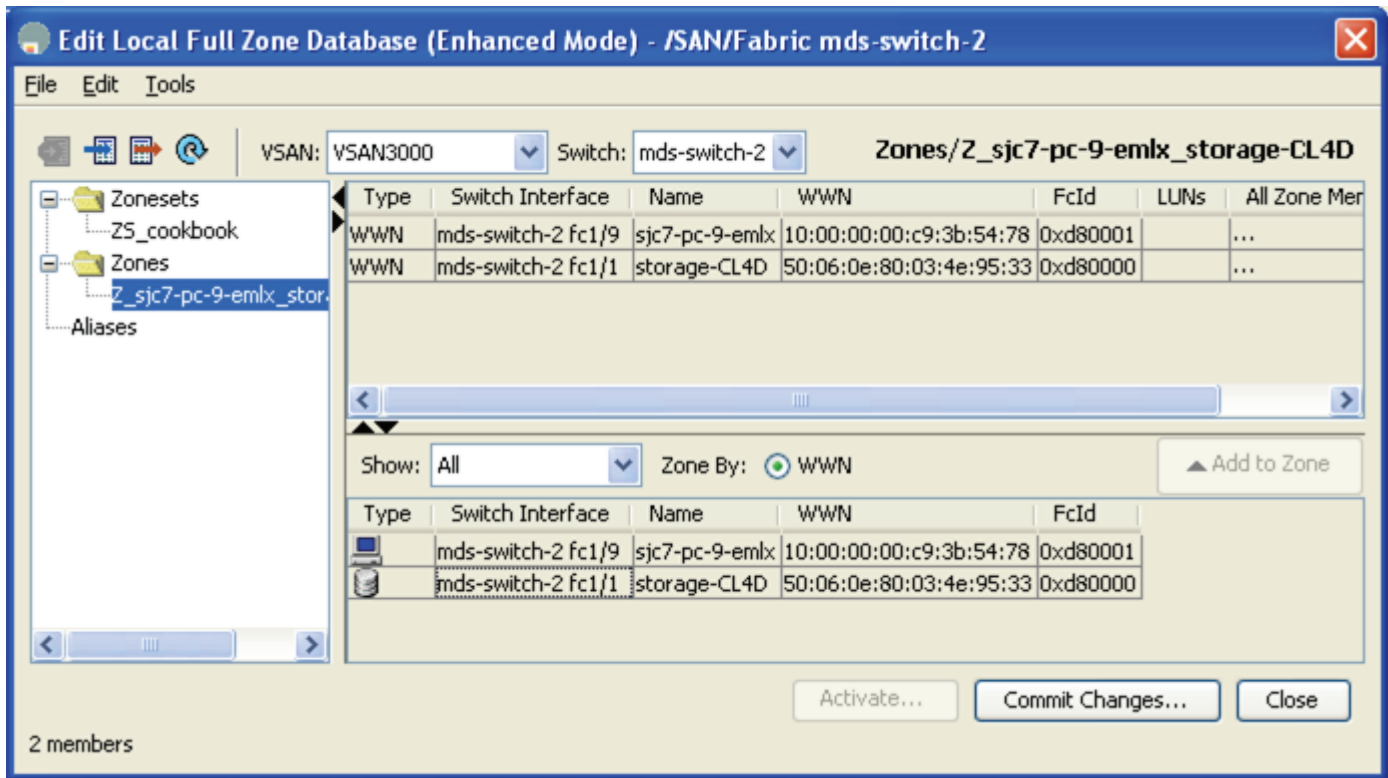 Edit Local Full Zone Database (Enhanced Mode) - /SAN/Fabric mds-switch-2
File Edit Tools
VSAN: VSAN3000 Switch: mds-switch-2 Zones/Z_sjc7-pc-9-emlx_storage-CL4D
Zonesets
ZS_cookbook
Zones
Z_sjc7-pc-9-emlx_stor
Aliases
Type Switch Interface Name WWN FcId LUNs All Zone Mer
WWN mds-switch-2 fc1/9 sjc7-pc-9-emlx 10:00:00:00:c9:3b:54:78 0xd80001 ...
WWN mds-switch-2 fc1/1 storage-CL4D 50:06:0e:80:03:4e:95:33 0xd80000 ...
Show: All Zone By: WWN Add to Zone
Type Switch Interface Name WWN FcId
mds-switch-2 fc1/9 sjc7-pc-9-emlx 10:00:00:00:c9:3b:54:78 0xd80001
mds-switch-2 fc1/1 storage-CL4D 50:06:0e:80:03:4e:95:33 0xd80000
Activate... Commit Changes... Close
2 members